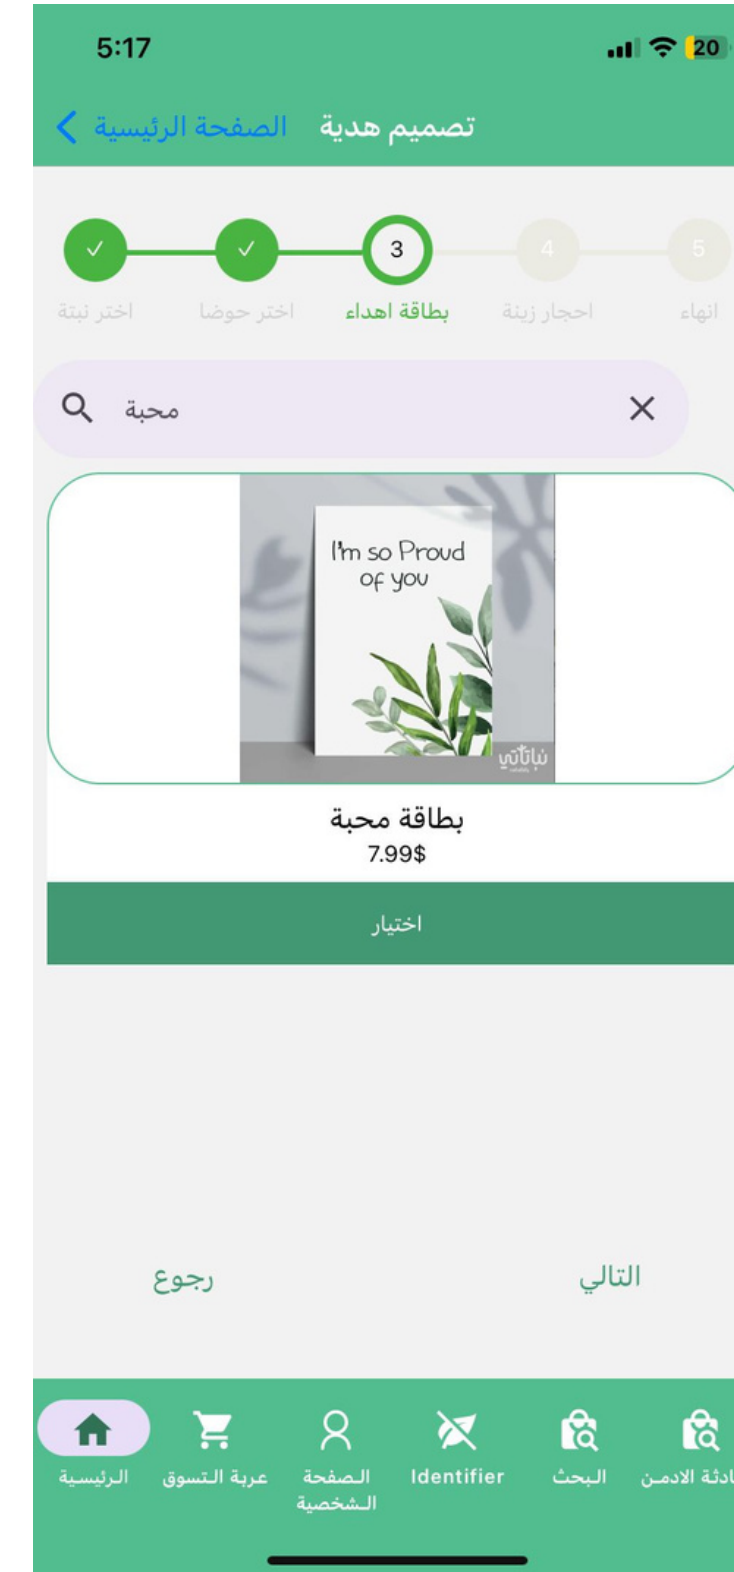 5:17
20
الصفحة الرئيسية
تصميم هدية
3
4
5
اختر نبتة
اختر حوضا
بطاقة اهداء
احجار زينة
انهاء
محبة
I'm so Proud
of you
نباتاتي
بطاقة محبة
7.99$
اختيار
رجوع
التالي
الرئيسية
عربة التسوق
الصفحة
الشخصية
Identifier
البحث
ادثة الادمن